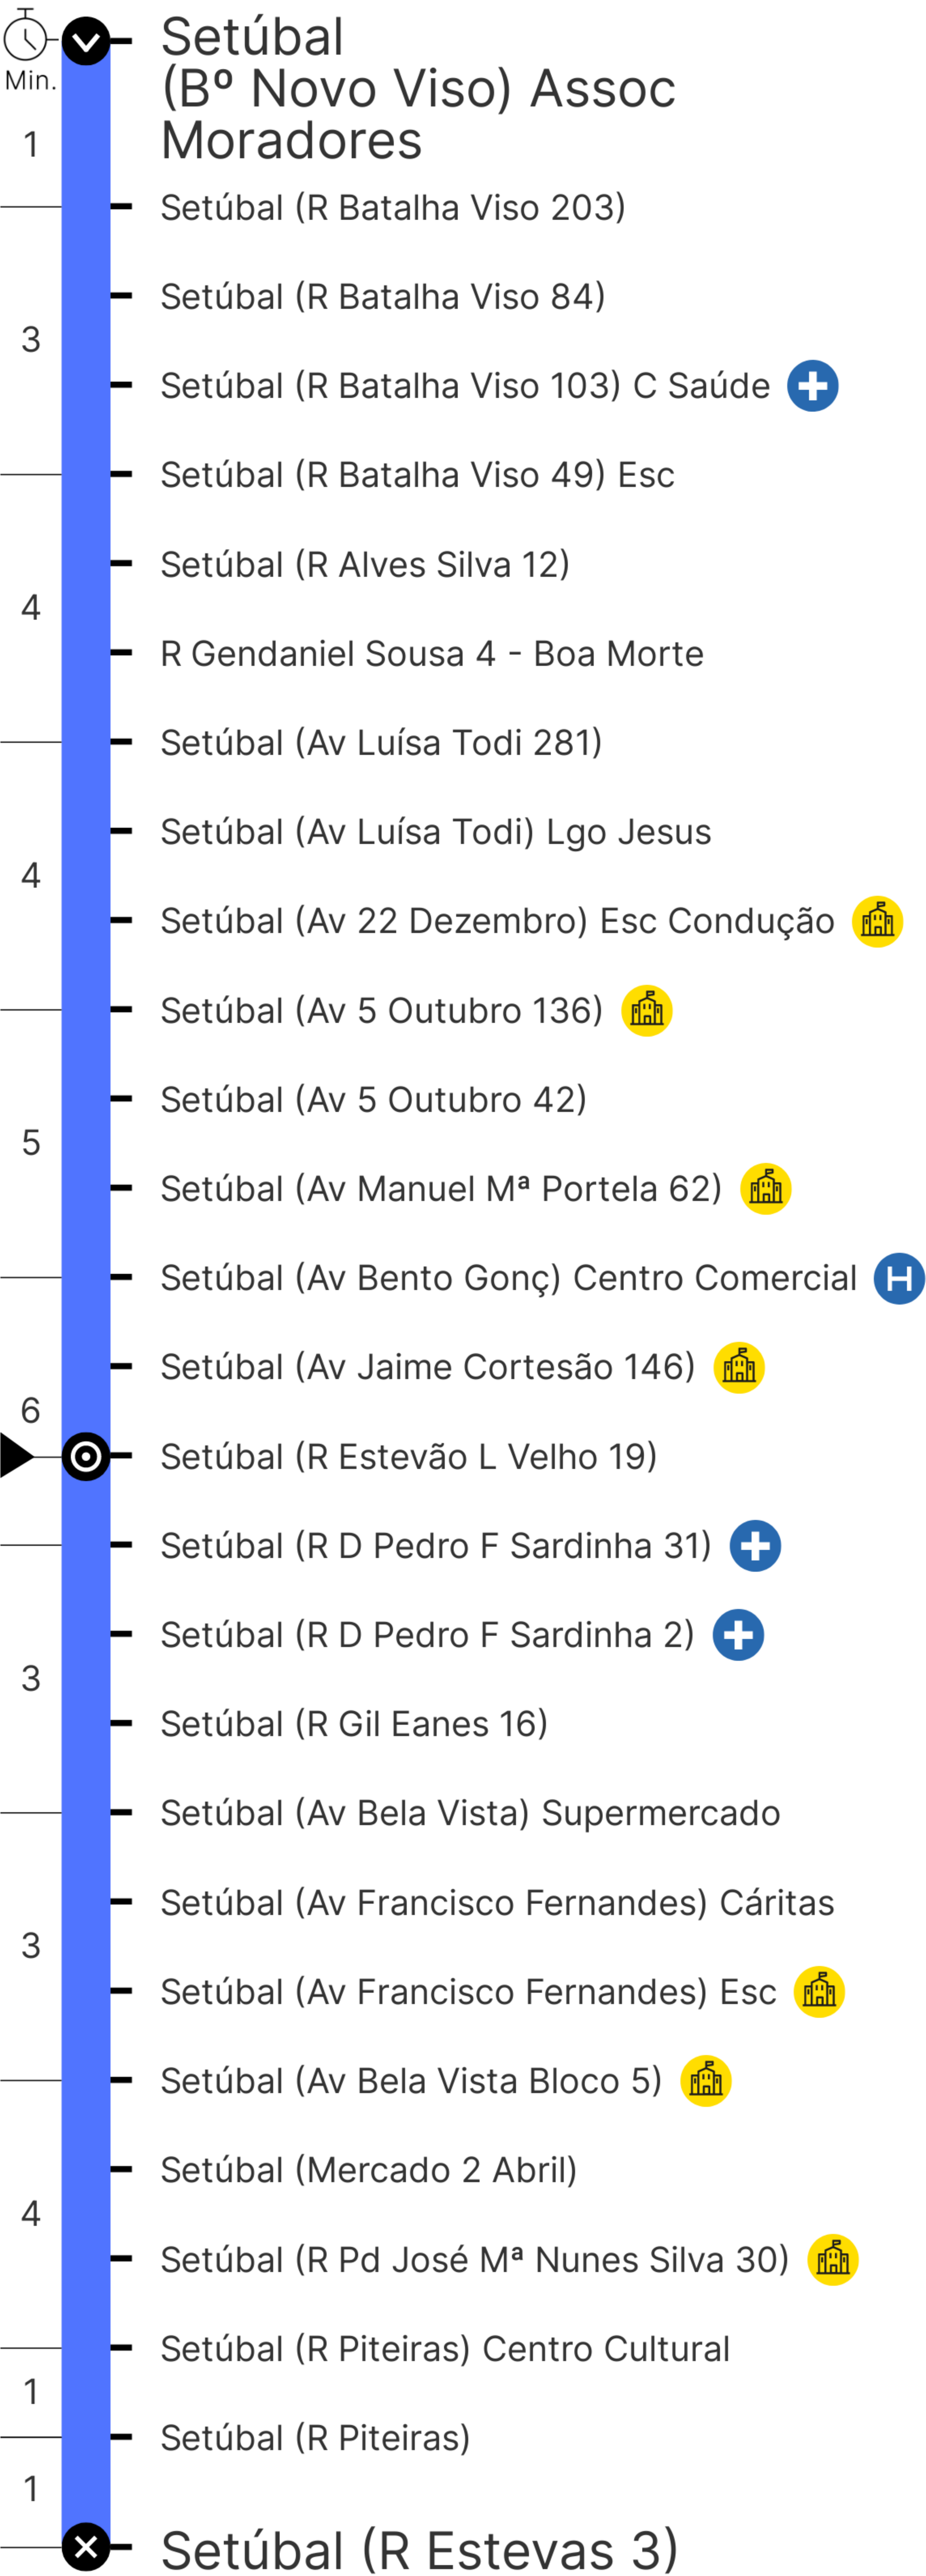 Setúbal
(Bº Novo Viso) Assoc
Moradores
Min.
1
Setúbal (R Batalha Viso 203)
Setúbal (R Batalha Viso 84)
3
Setúbal (R Batalha Viso 103) C Saúde
Setúbal (R Batalha Viso 49) Esc
Setúbal (R Alves Silva 12)
4
R Gendaniel Sousa 4 - Boa Morte
Setúbal (Av Luísa Todi 281)
Setúbal (Av Luísa Todi) Lgo Jesus
4
Setúbal (Av 22 Dezembro) Esc Condução
Setúbal (Av 5 Outubro 136)
Setúbal (Av 5 Outubro 42)
5
Setúbal (Av Manuel Mª Portela 62)
Setúbal (Av Bento Gonç) Centro Comercial H
Setúbal (Av Jaime Cortesão 146)
6
Setúbal (R Estevão L Velho 19)
Setúbal (R D Pedro F Sardinha 31)
Setúbal (R D Pedro F Sardinha 2)
3
Setúbal (R Gil Eanes 16)
Setúbal (Av Bela Vista) Supermercado
Setúbal (Av Francisco Fernandes) Cáritas
3
Setúbal (Av Francisco Fernandes) Esc
Setúbal (Av Bela Vista Bloco 5)
Setúbal (Mercado 2 Abril)
4
Setúbal (R Pd José Mª Nunes Silva 30)
Setúbal (R Piteiras) Centro Cultural
1
Setúbal (R Piteiras)
1
Setúbal (R Estevas 3)